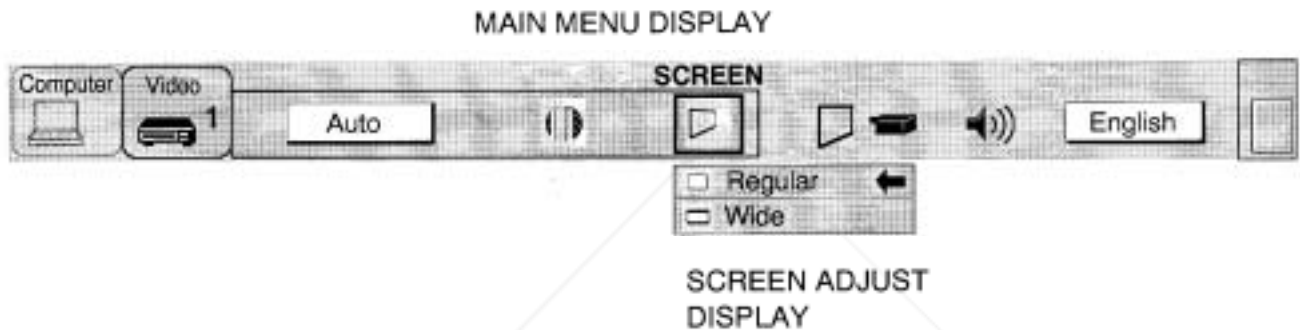 MAIN MENU DISPLAY
SCREEN
Computer Video
1 Auto English
Regular
Wide
SCREEN ADJUST
DISPLAY